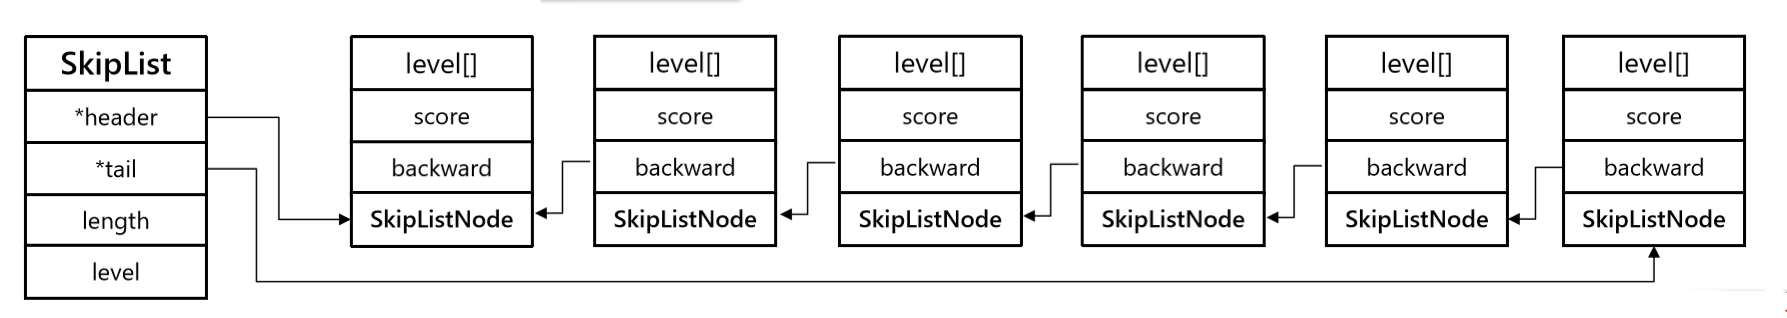 SkipList
*header
*tail
length
level
level[]
score
backward
SkipListNode
level[]
score
backward
SkipListNode
level[]
score
backward
SkipListNode
level[]
score
backward
SkipListNode
level[]
score
backward
SkipListNode
level[]
score
backward
SkipListNode